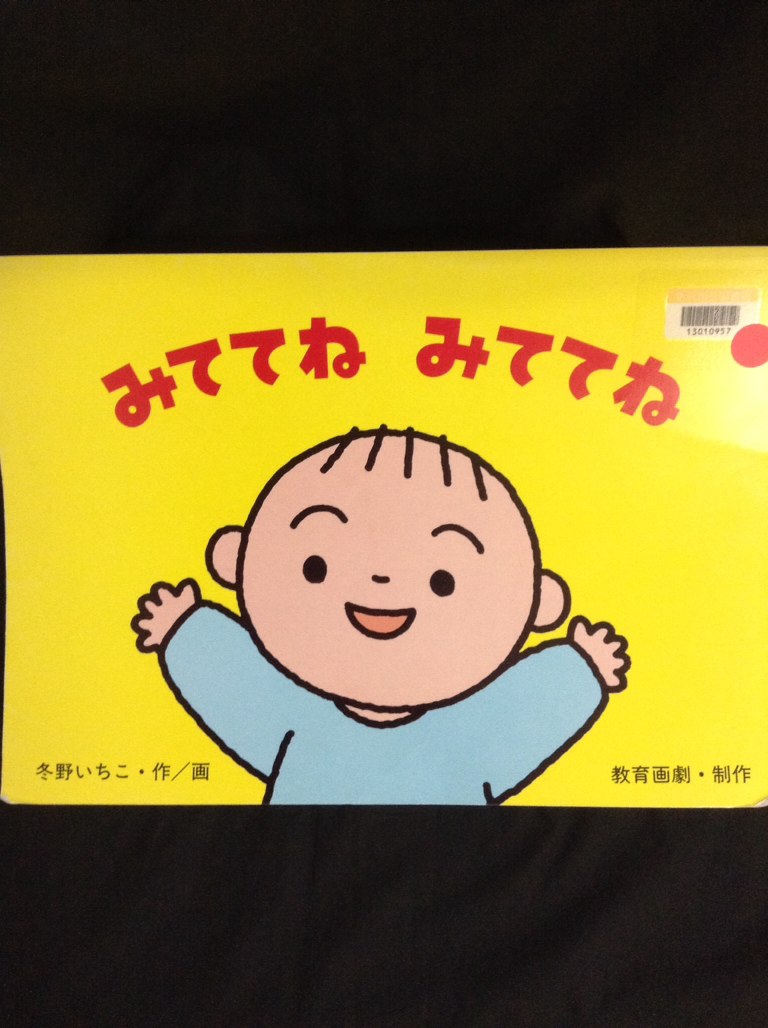 みててね みててね
13010957
冬野いちこ・作／画
教育画劇・制作